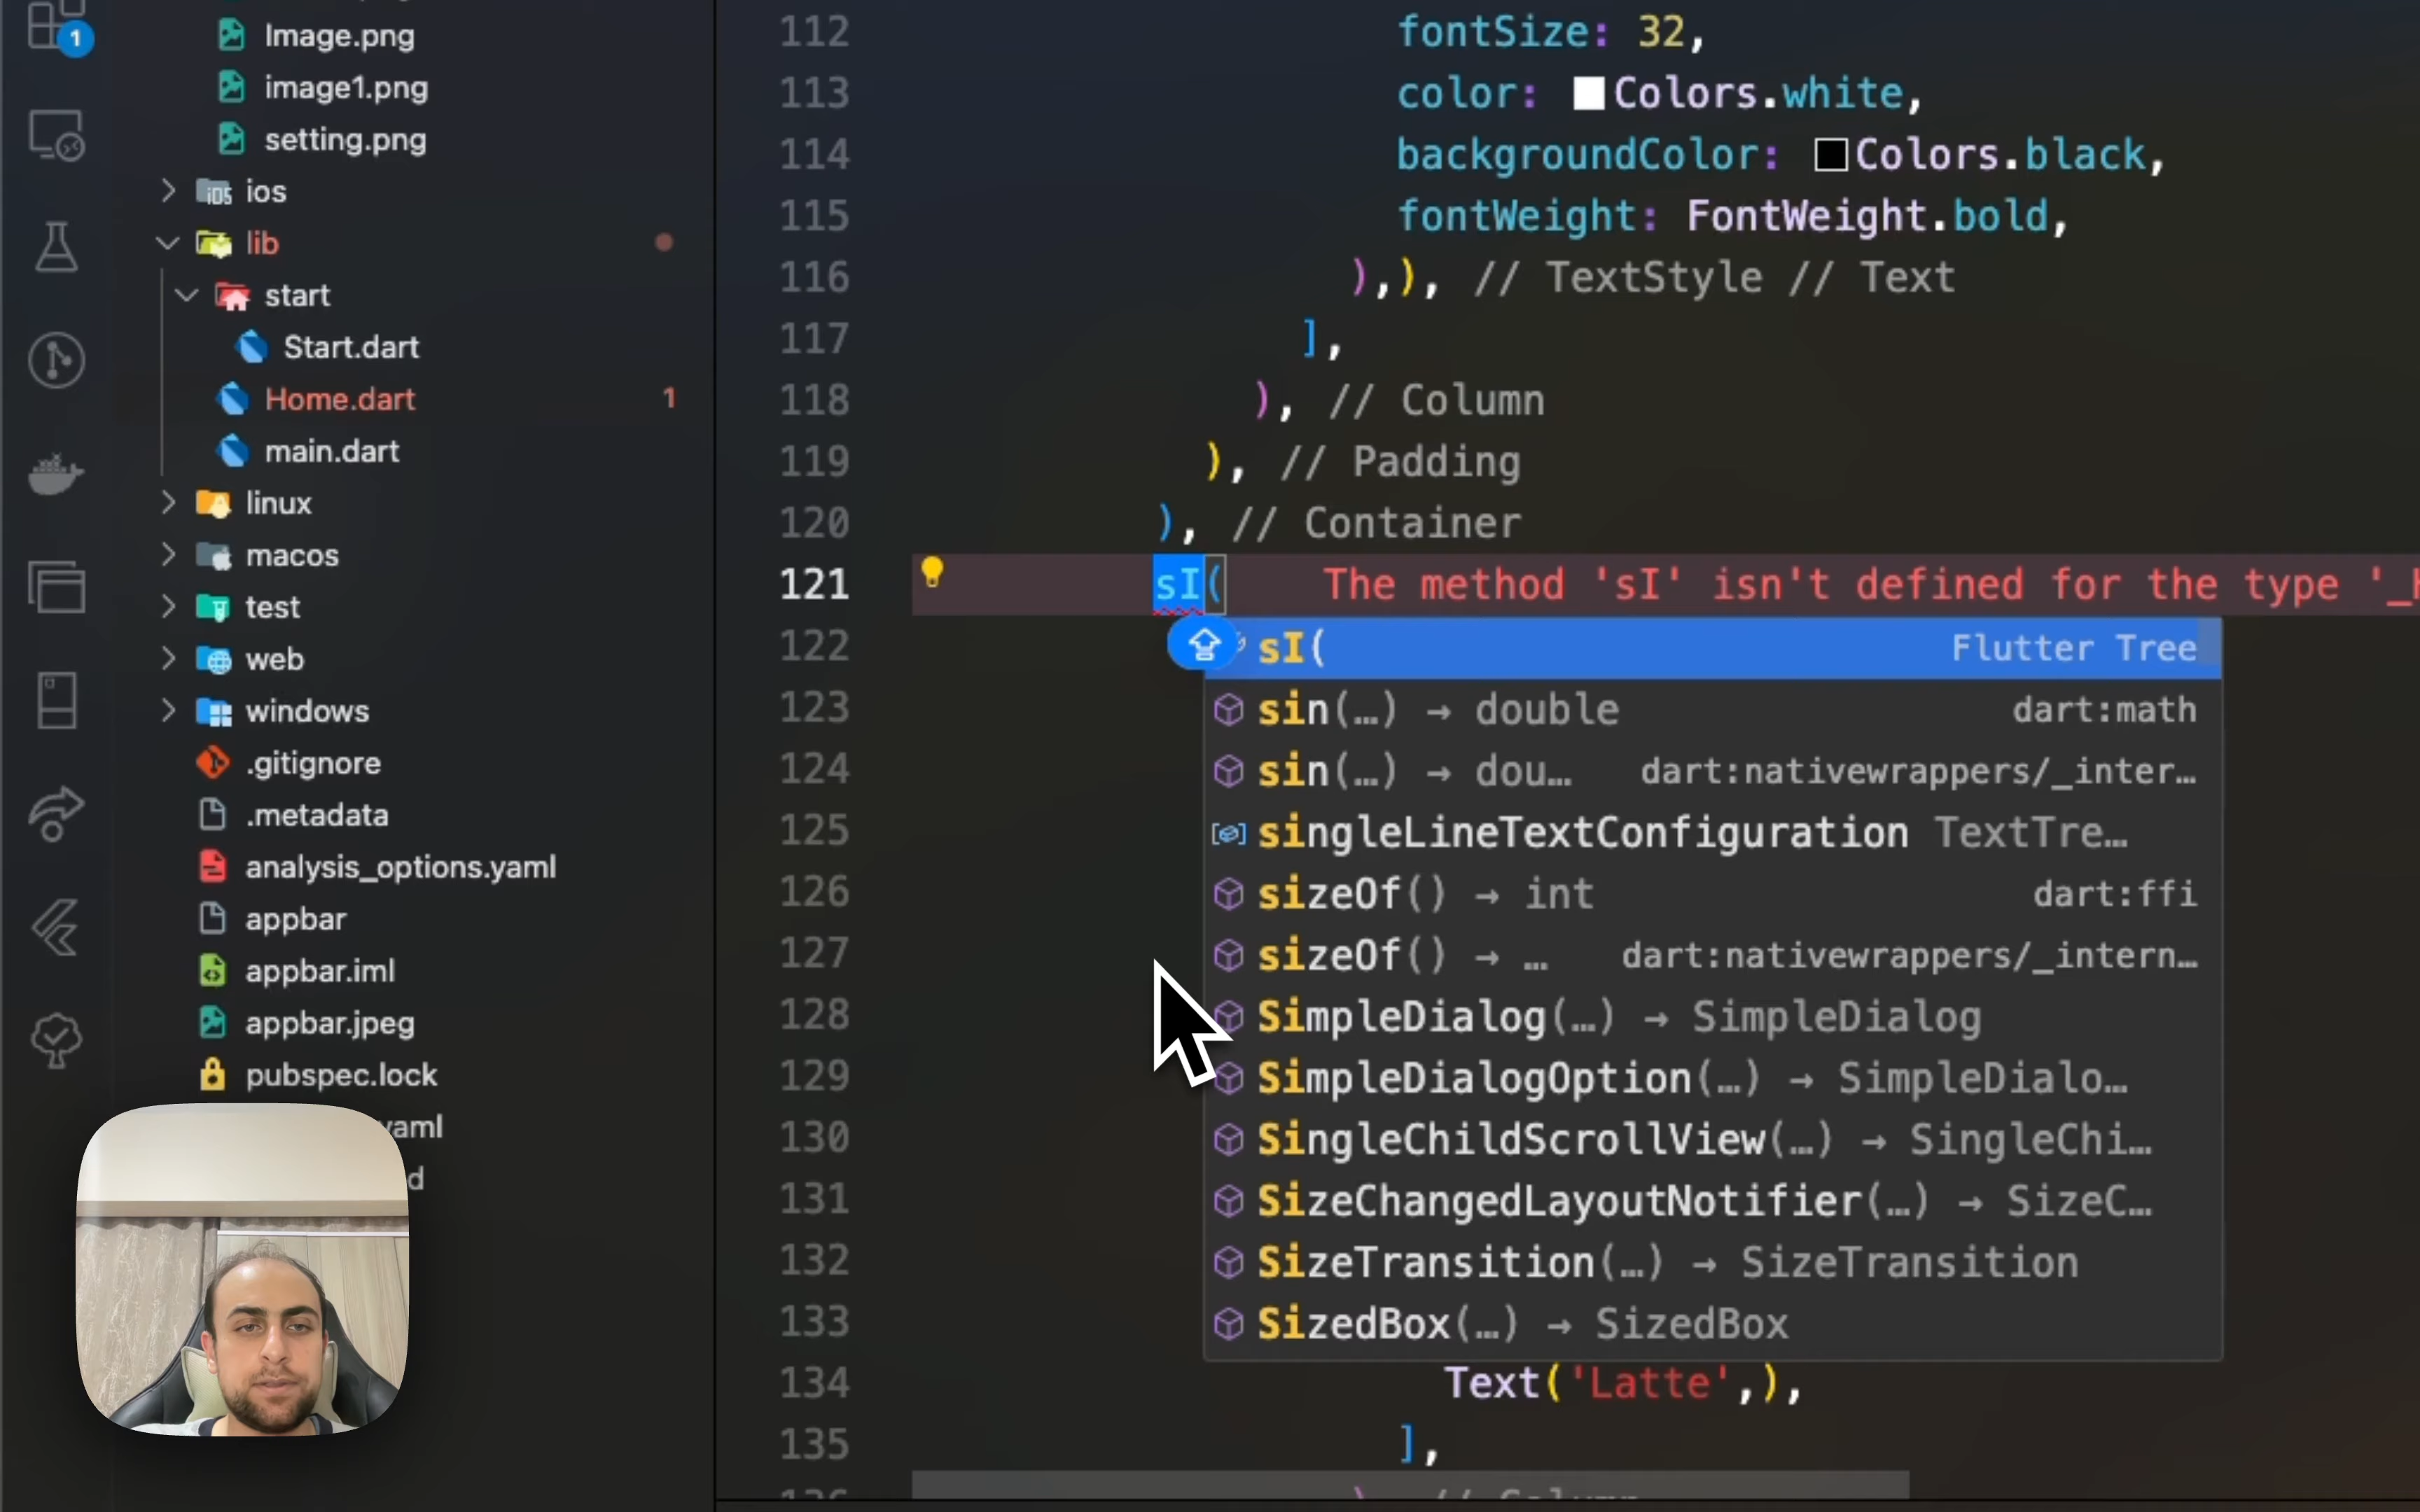 1
Image.png
image1.png
setting.png
ios
lib
start
Start.dart
Home.dart 1
main.dart
linux
macos
test
web
windows
.gitignore
.metadata
analysis_options.yaml
appbar
appbar.iml
appbar.jpeg
pubspec.lock
yaml
d
112 fontSize: 32,
113 color: Colors.white,
114 backgroundColor: Colors.black,
115 fontWeight: FontWeight.bold,
116 ),), // TextStyle // Text
117 ],
118 ), // Column
119 ), // Padding
120 ), // Container
121 sI( The method 'sI' isn't defined for the type '_H
122 sI( Flutter Tree
123 sin(…) → double dart:math
124 sin(…) → dou… dart:nativewrappers/_inter…
125 singleLineTextConfiguration TextTre…
126 sizeOf() → int dart:ffi
127 sizeOf() → … dart:nativewrappers/_intern…
128 SimpleDialog(…) → SimpleDialog
129 SimpleDialogOption(…) → SimpleDialo…
130 SingleChildScrollView(…) → SingleChi…
131 SizeChangedLayoutNotifier(…) → SizeC…
132 SizeTransition(…) → SizeTransition
133 SizedBox(…) → SizedBox
134 Text('Latte',),
135 ],
136 ), // Column